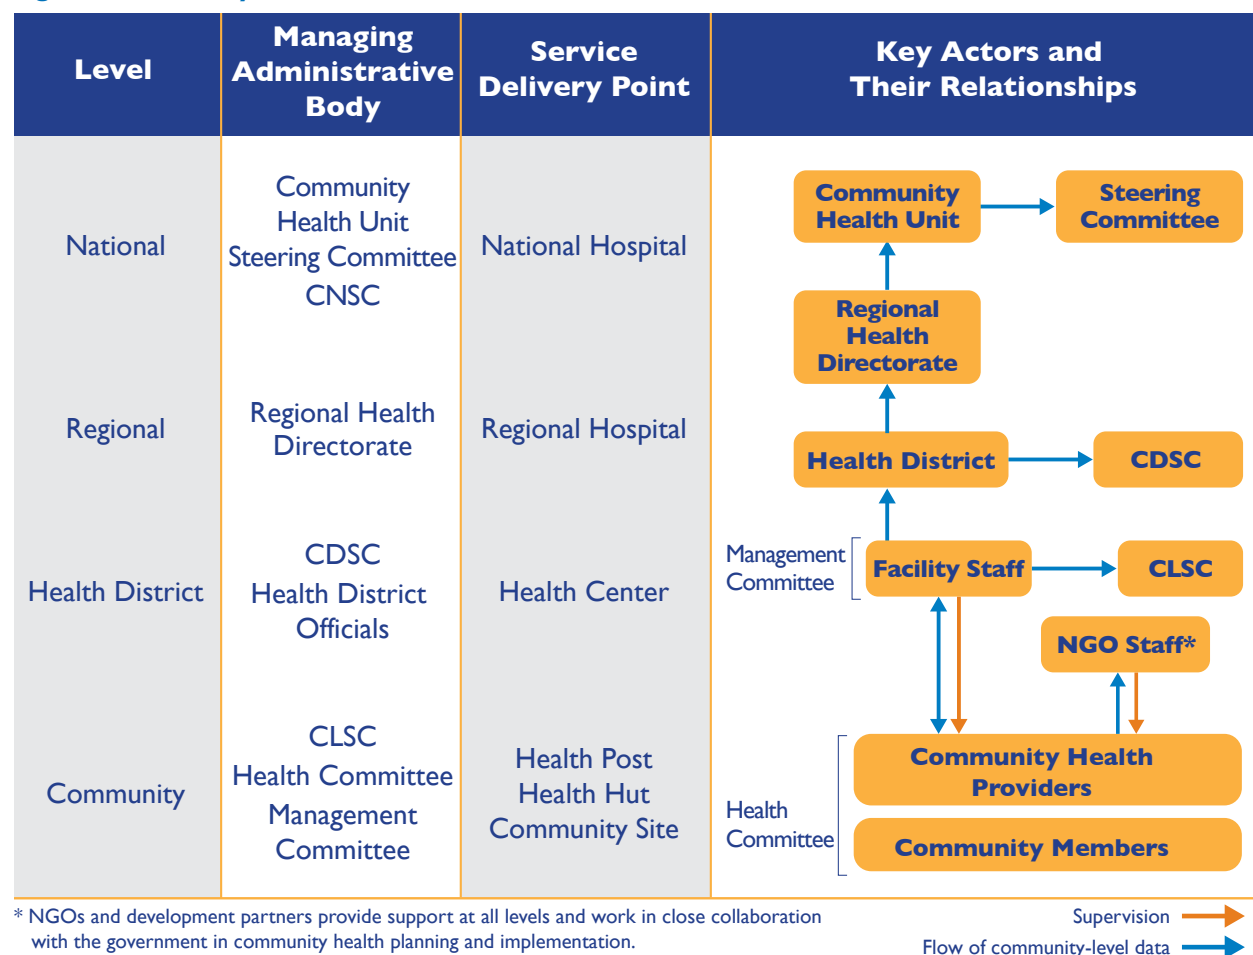 Level
Managing
Administrative
Body
Service
Delivery Point
Key Actors and
Their Relationships
National
Community
Health Unit
Steering Committee
CNSC
National Hospital
Regional
Regional Health
Directorate
Regional Hospital
Health District
CDSC
Health District
Officials
Health Center
Community
CLSC
Health Committee
Management
Committee
Health Post
Health Hut
Community Site
Community
Health Unit
Steering
Committee
Regional
Health
Directorate
Health District
CDSC
Management
Committee
Facility Staff
CLSC
NGO Staff*
Health
Committee
Community Health
Providers
Community Members
* NGOs and development partners provide support at all levels and work in close collaboration
with the government in community health planning and implementation.
Supervision
Flow of community-level data